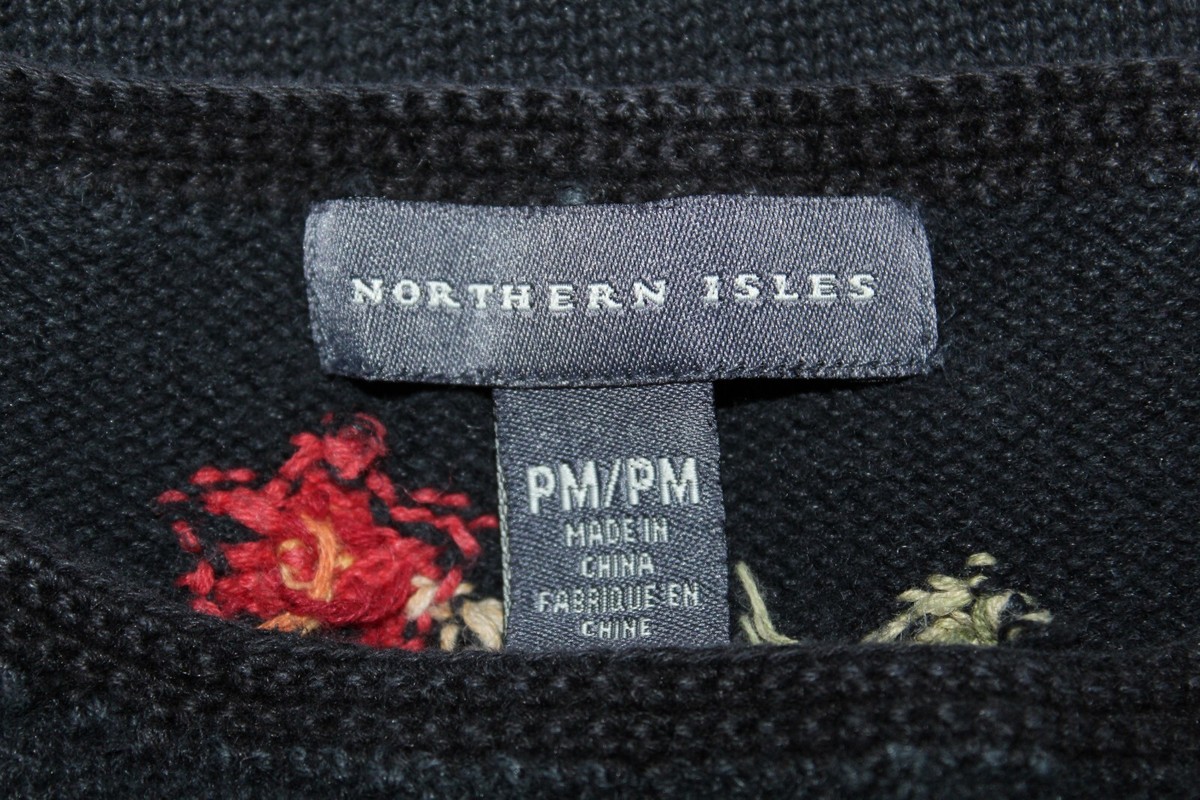 NORTHERN ISLES
PM/PM
MADE IN
CHINA
FABRIQUE EN
CHINE